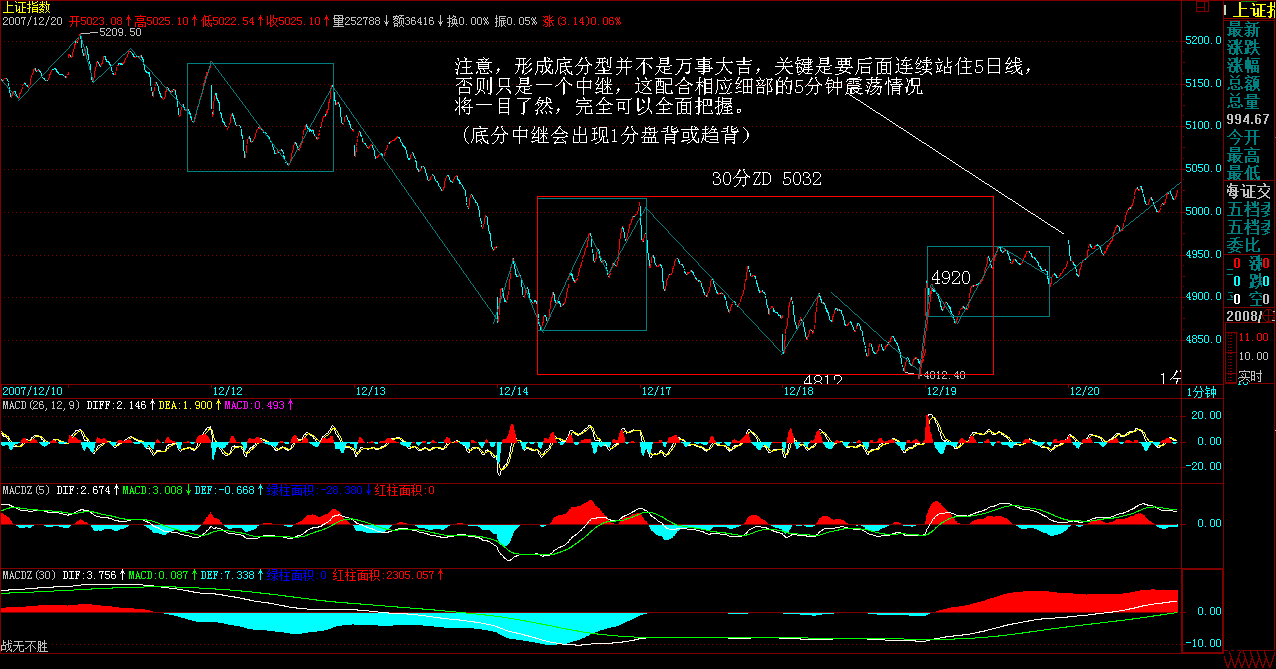 上证指数
2007/12/20 开5023.08↑高5025.10↑低5022.54↑收5025.10↑量252788↓额36416↓换0.00% 振0.05% 涨(3.14)0.06%
5209.50
注意，形成底分型并不是万事大吉，关键是要后面连续站住5日线，
否则只是一个中继，这配合相应细部的5分钟震荡情况
将一目了然，完全可以全面把握。
（底分中继会出现1分盘背或趋背）
30分ZD 5032
4920
4812
4812.40
5200.0
5150.0
5100.0
5050.0
5000.0
4950.0
4900.0
4850.0
2007/12/10 12/12 12/13 12/14 12/17 12/18 12/19 12/20 1分钟
MACD(26,12,9) DIFF:2.146↑DEA:1.900↑MACD:0.493↑
20.00
0.00
-20.00
MACDZ(5) DIF:2.674↑MACD:3.008↓DEF:-0.668↑绿柱面积:-20.380↓红柱面积:0
0.00
MACDZ(30) DIF:3.756↑MACD:0.087↑DEF:7.338↑绿柱面积:0 红柱面积:2305.057↑
0.00
-10.00
战无不胜
上证指
最新
涨跌
涨幅
总额
总量
994.67
今开
最高
最低
海证交
五档
五档
委比
0 涨0
0 跌0
0 空0
2008/
11.00
10.00
实时